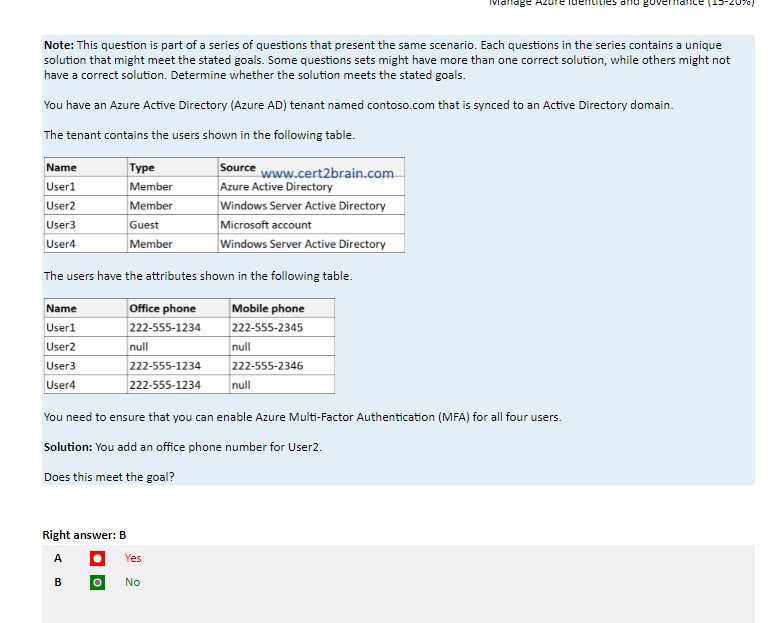 Manage Azure identities and governance (15-20%)
Note: This question is part of a series of questions that present the same scenario. Each questions in the series contains a unique
solution that might meet the stated goals. Some questions sets might have more than one correct solution, while others might not
have a correct solution. Determine whether the solution meets the stated goals.
You have an Azure Active Directory (Azure AD) tenant named contoso.com that is synced to an Active Directory domain.
The tenant contains the users shown in the following table.
Name Type Source www.cert2brain.com
User1 Member Azure Active Directory
User2 Member Windows Server Active Directory
User3 Guest Microsoft account
User4 Member Windows Server Active Directory
The users have the attributes shown in the following table.
Name Office phone Mobile phone
User1 222-555-1234 222-555-2345
User2 null null
User3 222-555-1234 222-555-2346
User4 222-555-1234 null
You need to ensure that you can enable Azure Multi-Factor Authentication (MFA) for all four users.
Solution: You add an office phone number for User2.
Does this meet the goal?
Right answer: B
A Yes
B No